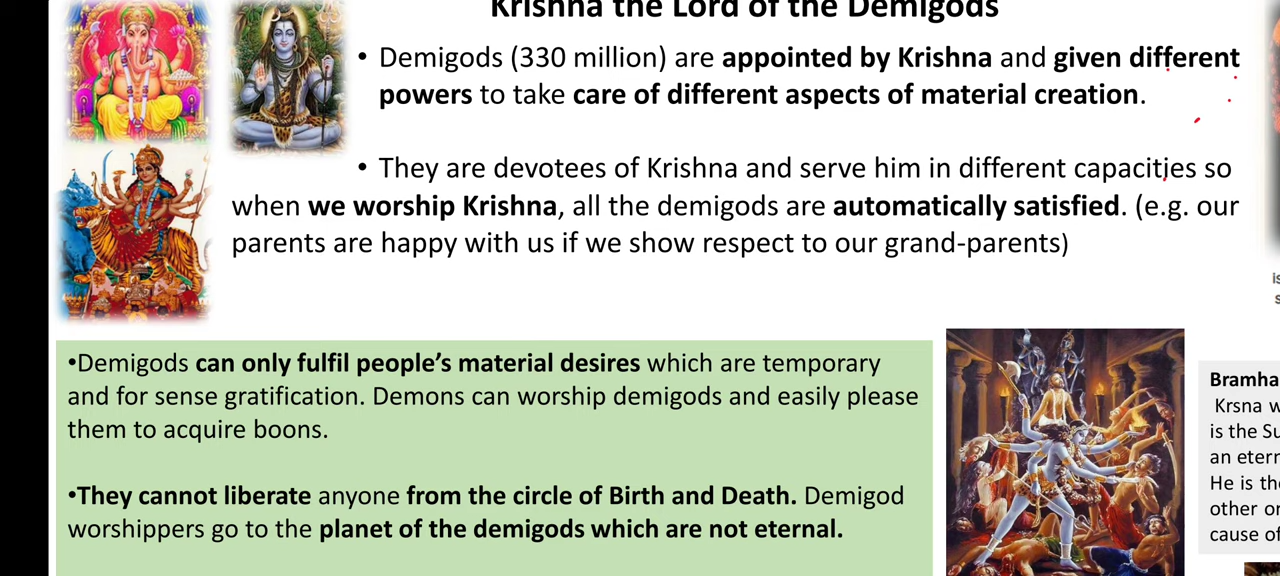 Krishna the Lord of the Demigods
• Demigods (330 million) are appointed by Krishna and given different
powers to take care of different aspects of material creation.
• They are devotees of Krishna and serve him in different capacities so
when we worship Krishna, all the demigods are automatically satisfied. (e.g. our
parents are happy with us if we show respect to our grand-parents)
•Demigods can only fulfil people's material desires which are temporary
and for sense gratification. Demons can worship demigods and easily please
them to acquire boons.
•They cannot liberate anyone from the circle of Birth and Death. Demigod
worshippers go to the planet of the demigods which are not eternal.
is
s
Bramha
Krsna w
is the Su
an etern
He is the
other or
cause of